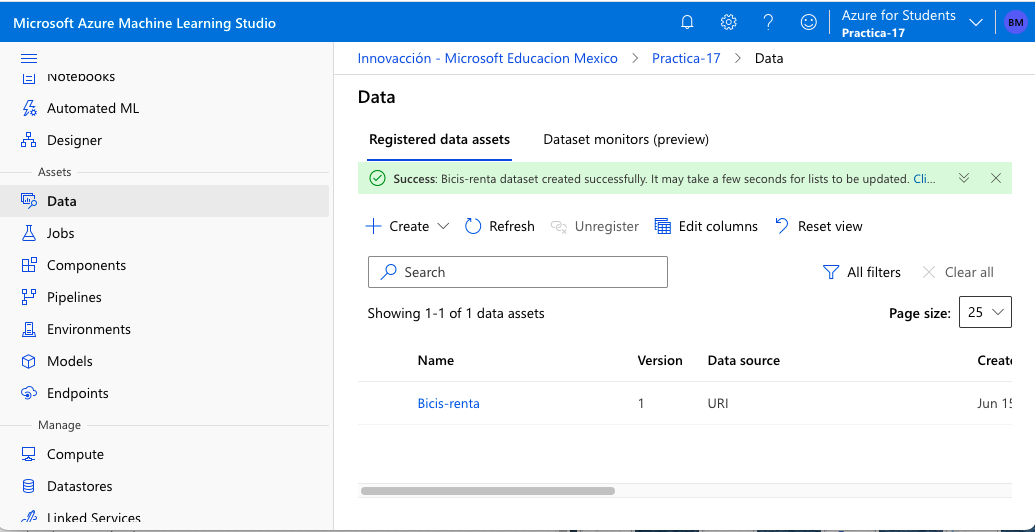 Microsoft Azure Machine Learning Studio
Azure for Students
Practica-17
BM
Notebooks
Automated ML
Designer
Assets
Data
Jobs
Components
Pipelines
Environments
Models
Endpoints
Manage
Compute
Datastores
Linked Services
Innovacción - Microsoft Educacion Mexico > Practica-17 > Data
Data
Registered data assets Dataset monitors (preview)
Success: Bicis-renta dataset created successfully. It may take a few seconds for lists to be updated. Cli...
Create Refresh Unregister Edit columns Reset view
Search All filters Clear all
Showing 1-1 of 1 data assets Page size: 25
Name Version Data source Create
Bicis-renta 1 URI Jun 15